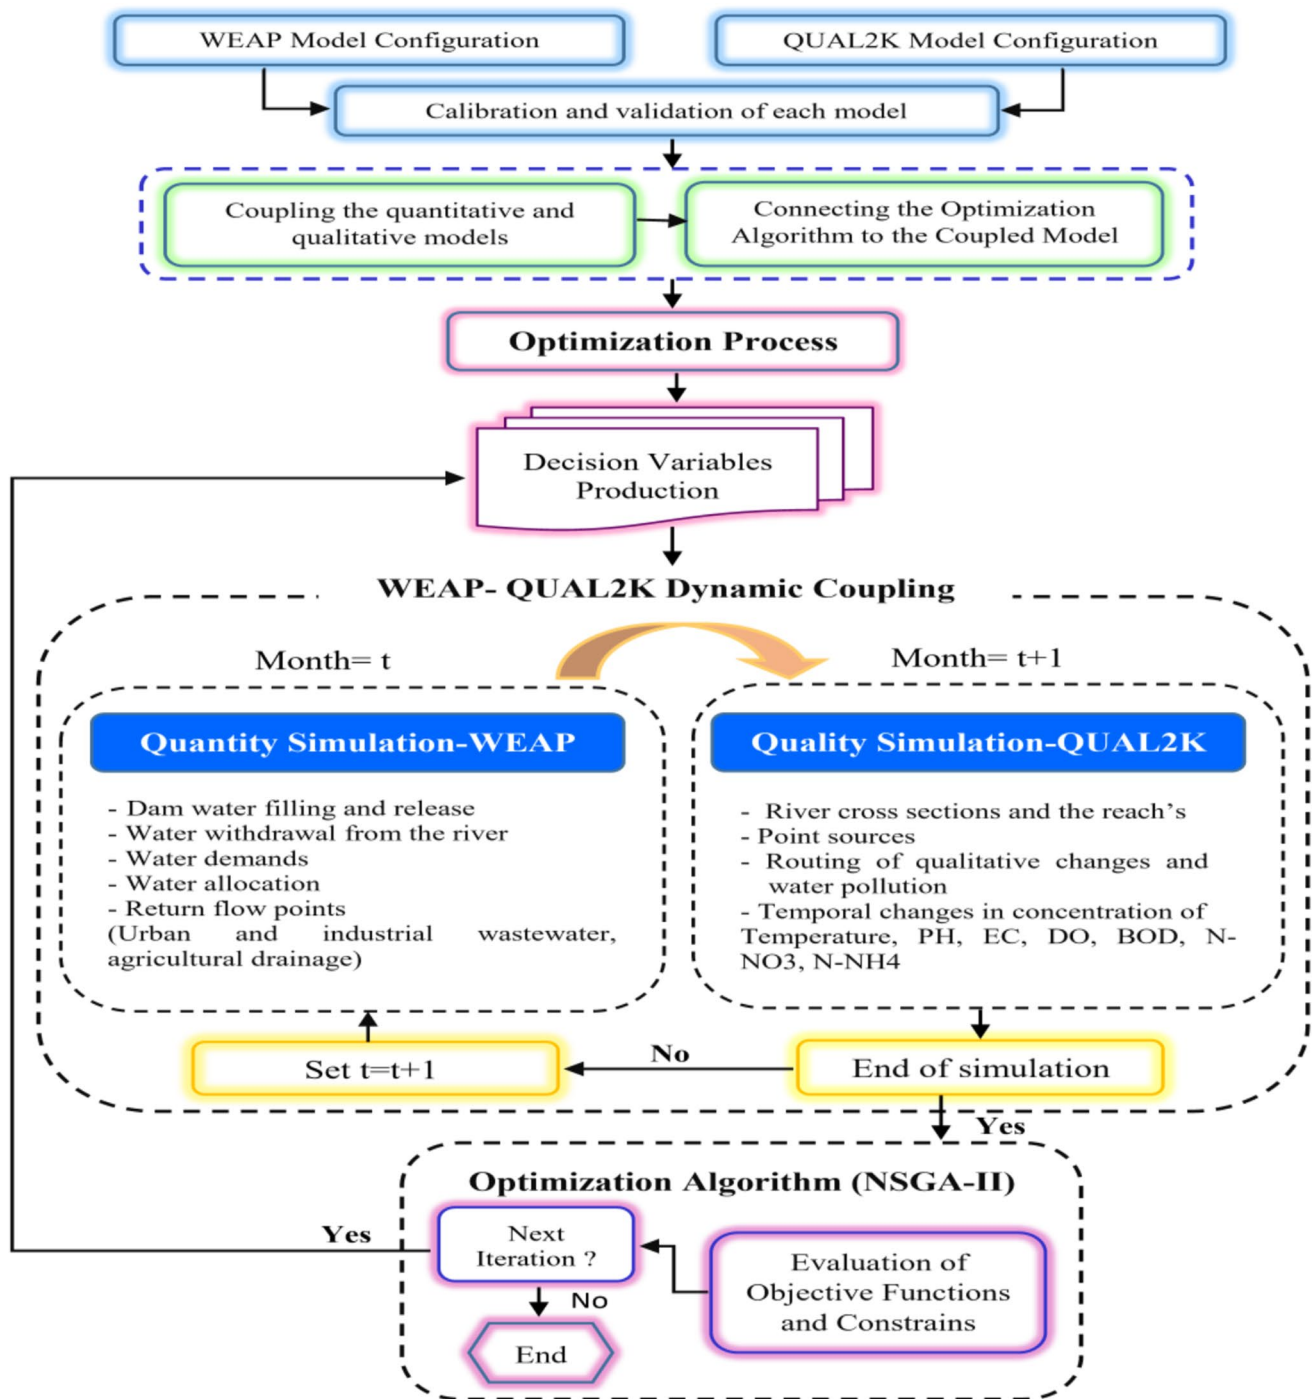 WEAP Model Configuration
QUAL2K Model Configuration
Calibration and validation of each model
Coupling the quantitative and
qualitative models
Connecting the Optimization
Algorithm to the Coupled Model
Optimization Process
Decision Variables
Production
WEAP- QUAL2K Dynamic Coupling
Month= t
Month= t+1
Quantity Simulation-WEAP
- Dam water filling and release
- Water withdrawal from the river
- Water demands
- Water allocation
- Return flow points
(Urban and industrial wastewater,
agricultural drainage)
Quality Simulation-QUAL2K
- River cross sections and the reach's
- Point sources
- Routing of qualitative changes and
water pollution
- Temporal changes in concentration of
Temperature, PH, EC, DO, BOD, N-
NO3, N-NH4
Set t=t+1
No
End of simulation
Yes
Optimization Algorithm (NSGA-II)
Yes
Next
Iteration ?
Evaluation of
Objective Functions
and Constrains
No
End